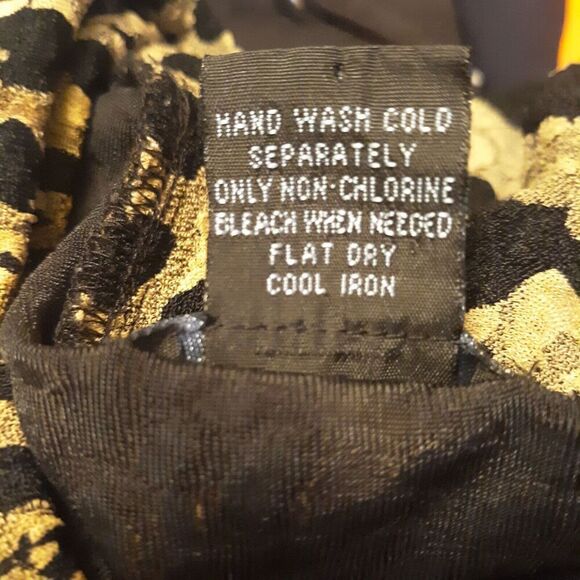 HAND WASH COLD
SEPARATELY
ONLY NON-CHLORINE
BLEACH WHEN NEEDED
FLAT DRY
COOL IRON